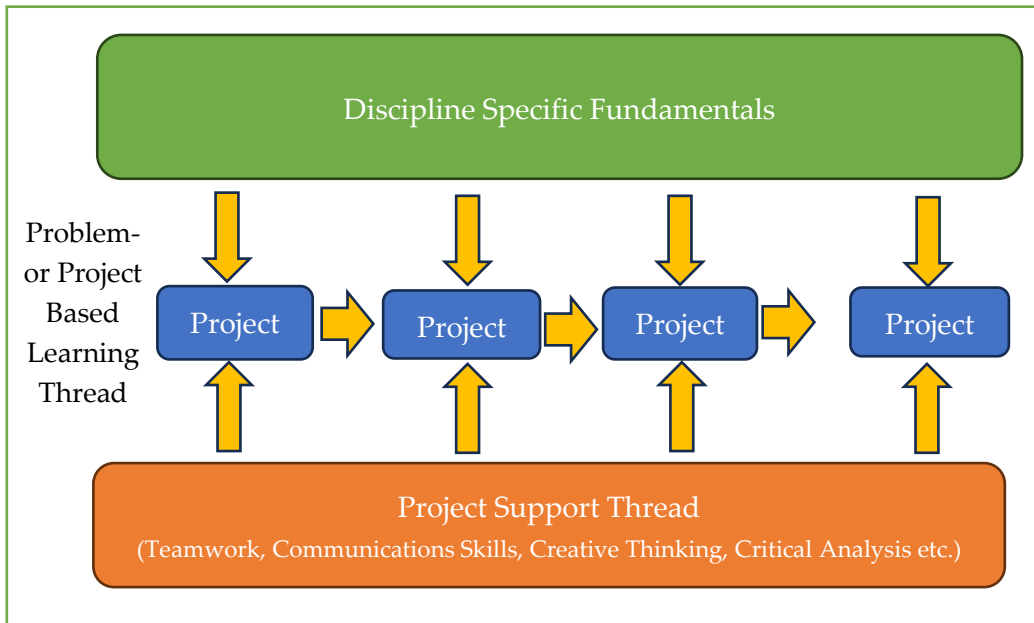 Discipline Specific Fundamentals
Problem-
or Project
Based
Learning
Thread
Project
Project
Project
Project
Project Support Thread
(Teamwork, Communications Skills, Creative Thinking, Critical Analysis etc.)